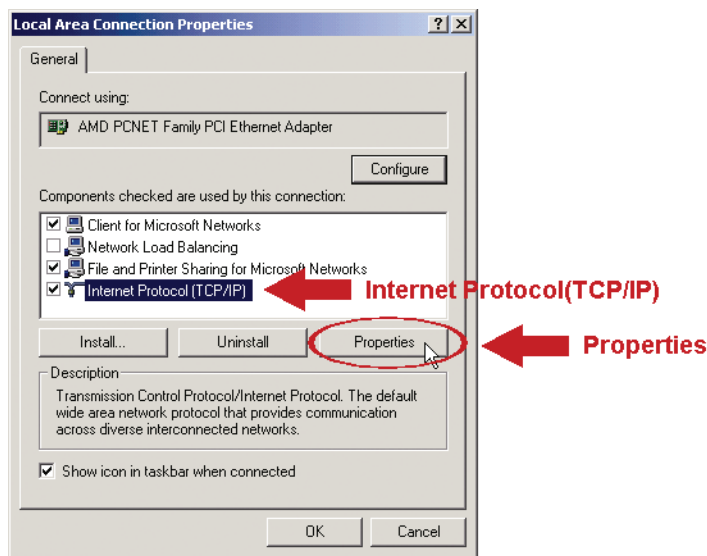 Local Area Connection Properties
General
Connect using:
AMD PCNET Family PCI Ethernet Adapter
Configure
Components checked are used by this connection:
Client for Microsoft Networks
Network Load Balancing
File and Printer Sharing for Microsoft Networks
Internet Protocol (TCP/IP)
Internet Protocol(TCP/IP)
Install...
Uninstall
Properties
Properties
Description
Transmission Control Protocol/Internet Protocol. The default
wide area network protocol that provides communication
across diverse interconnected networks.
Show icon in taskbar when connected
OK
Cancel